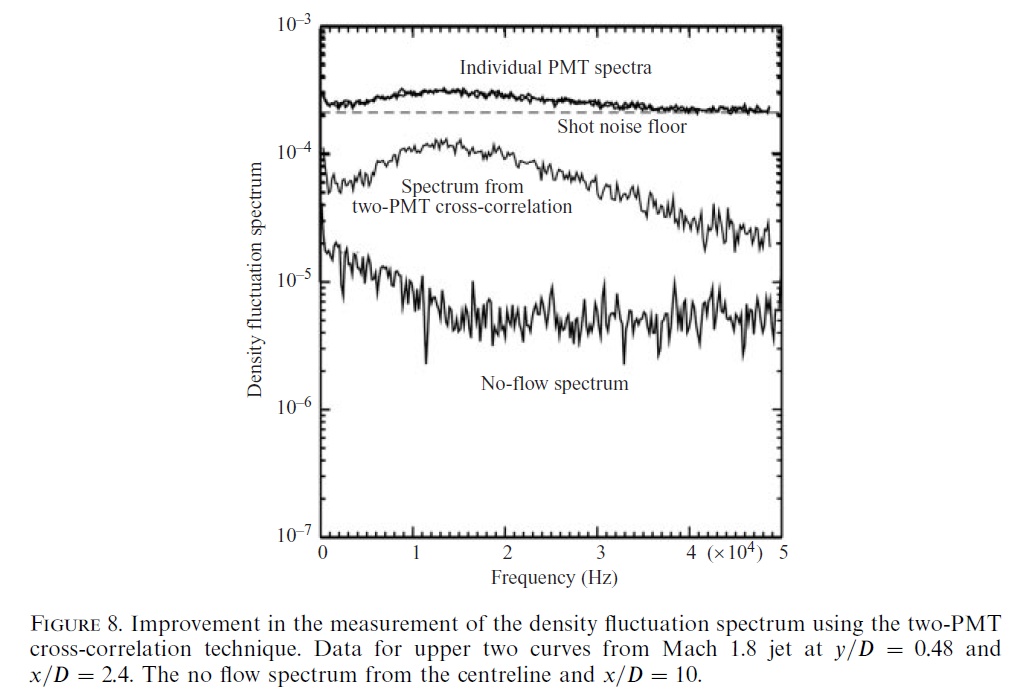 10⁻³
Individual PMT spectra
Shot noise floor
10⁻⁴
Spectrum from
two-PMT cross-correlation
Density fluctuation spectrum
10⁻⁵
No-flow spectrum
10⁻⁶
10⁻⁷
0 1 2 3 4 (×10⁴) 5
Frequency (Hz)
FIGURE 8. Improvement in the measurement of the density fluctuation spectrum using the two-PMT
cross-correlation technique. Data for upper two curves from Mach 1.8 jet at y/D = 0.48 and
x/D = 2.4. The no flow spectrum from the centreline and x/D = 10.